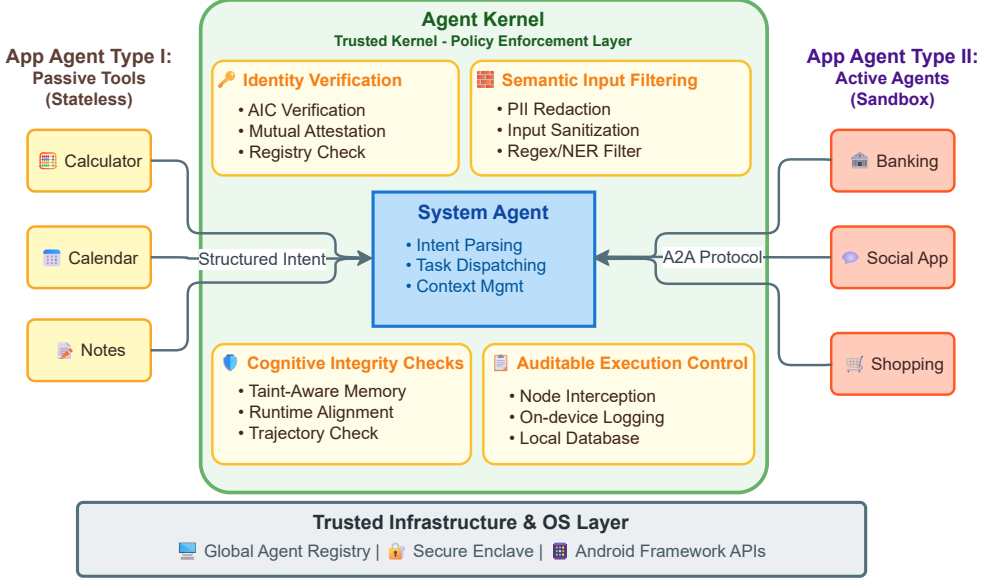 Agent Kernel
Trusted Kernel - Policy Enforcement Layer
App Agent Type I:
Passive Tools
(Stateless)
Calculator
Calendar
Notes
Structured Intent
Identity Verification
• AIC Verification
• Mutual Attestation
• Registry Check
Semantic Input Filtering
• PII Redaction
• Input Sanitization
• Regex/NER Filter
System Agent
• Intent Parsing
• Task Dispatching
• Context Mgmt
Cognitive Integrity Checks
• Taint-Aware Memory
• Runtime Alignment
• Trajectory Check
Auditable Execution Control
• Node Interception
• On-device Logging
• Local Database
A2A Protocol
App Agent Type II:
Active Agents
(Sandbox)
Banking
Social App
Shopping
Trusted Infrastructure & OS Layer
Global Agent Registry | Secure Enclave | Android Framework APIs